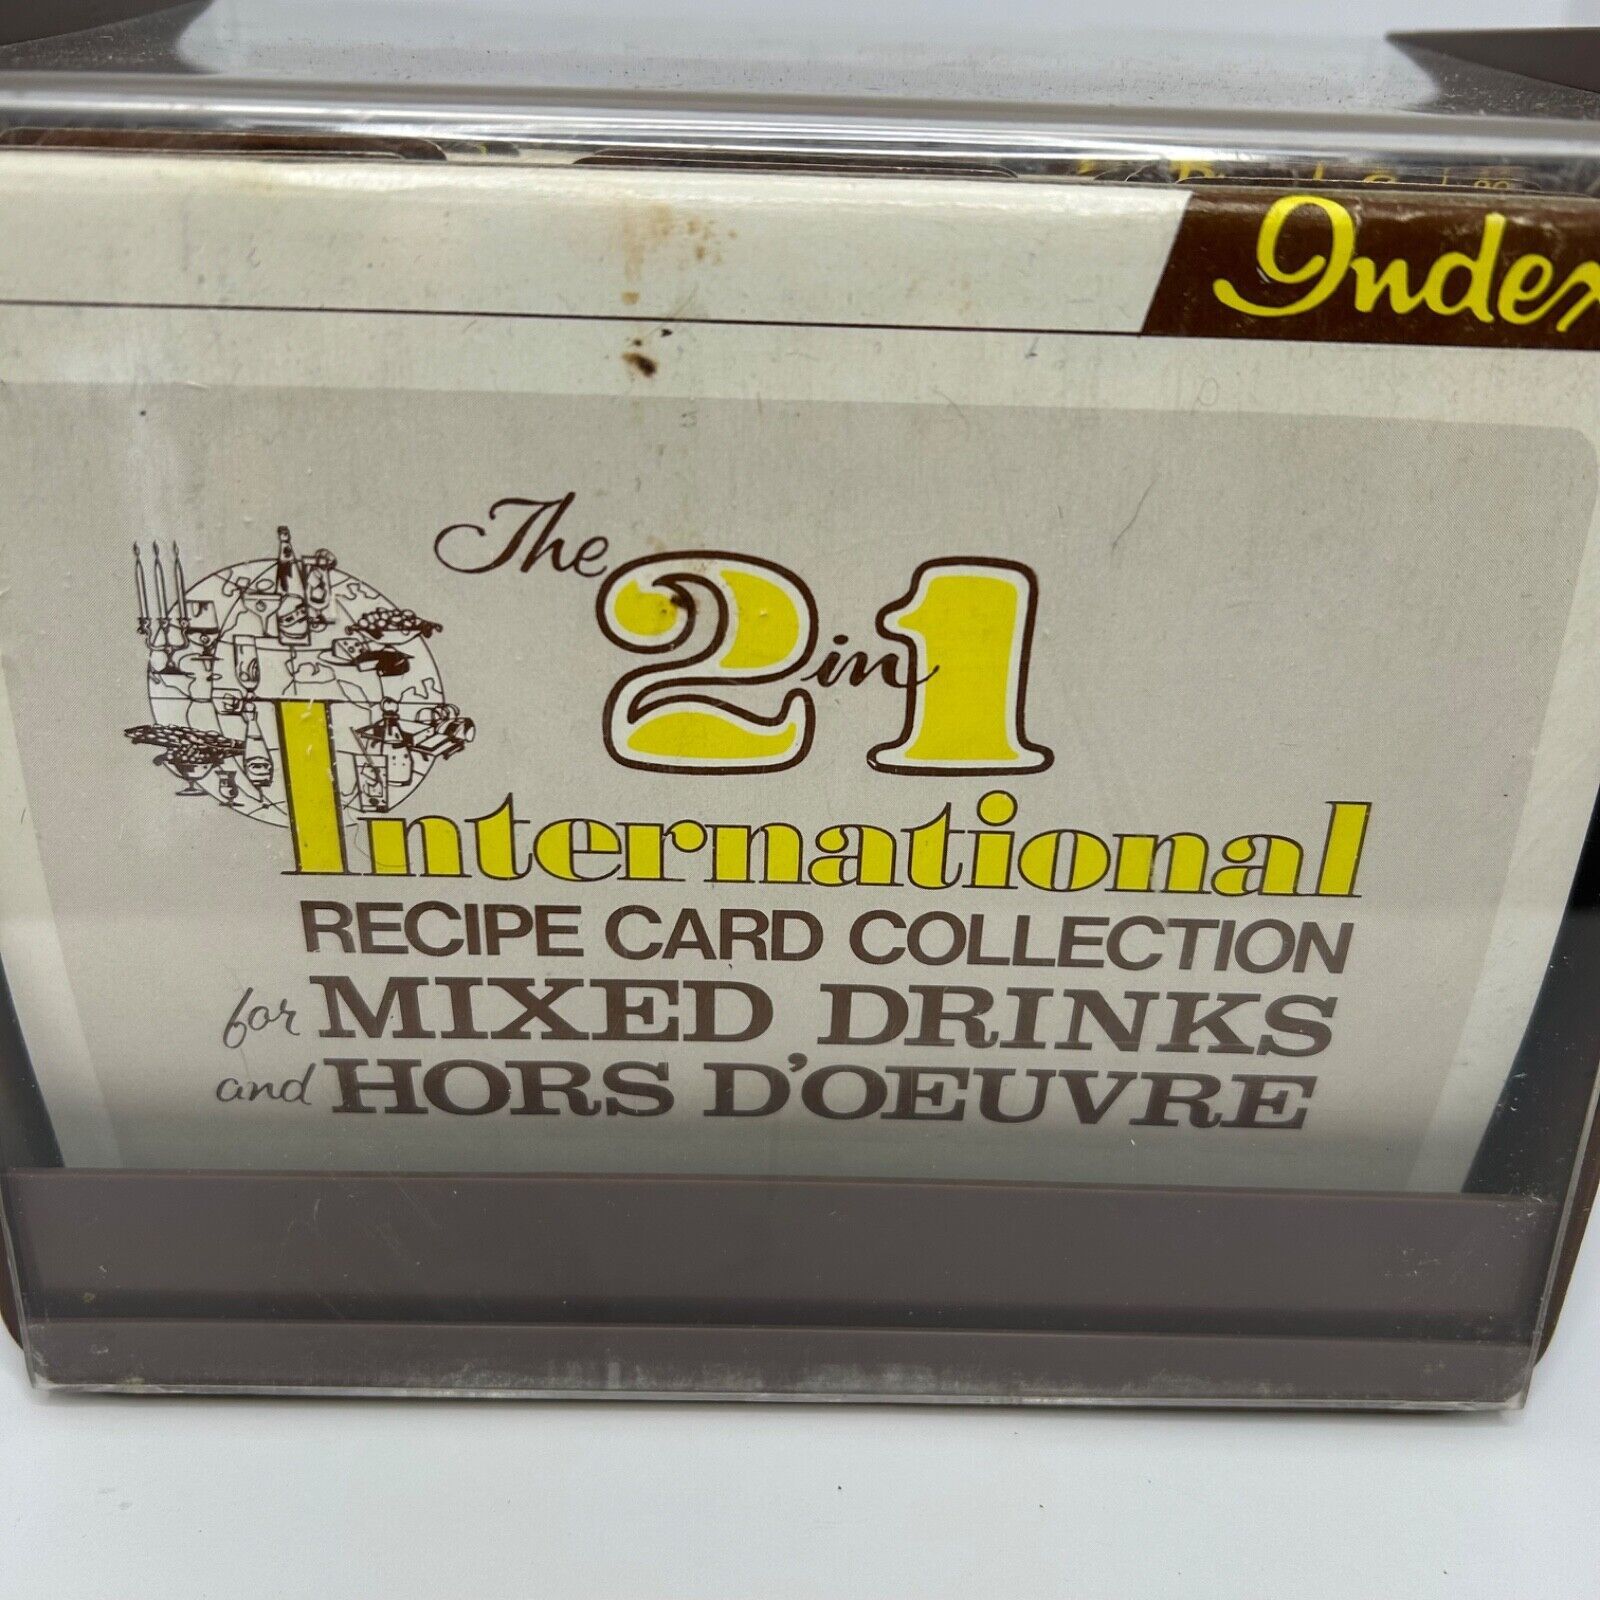 Index
The 2 in 1
International
RECIPE CARD COLLECTION
for MIXED DRINKS
and HORS D'OEUVRE